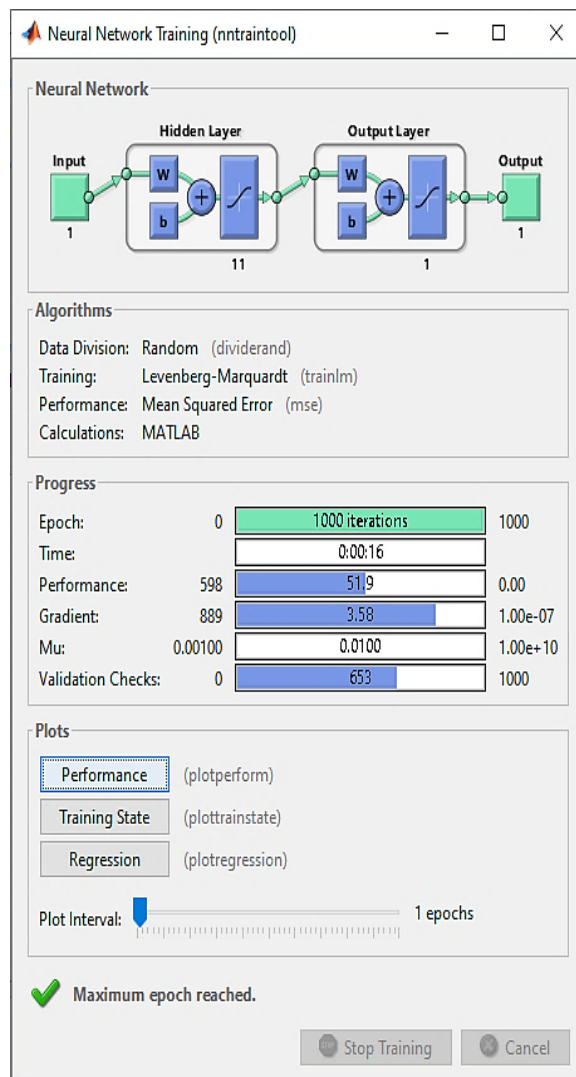 Neural Network Training (nntraintool)
Neural Network
Hidden Layer Output Layer
Input Output
W W
b b
+ +
1 11 1 1
Algorithms
Data Division: Random (dividerand)
Training: Levenberg-Marquardt (trainlm)
Performance: Mean Squared Error (mse)
Calculations: MATLAB
Progress
Epoch: 0 1000 iterations 1000
Time: 0:00:16
Performance: 598 51.9 0.00
Gradient: 889 3.58 1.00e-07
Mu: 0.00100 0.0100 1.00e+10
Validation Checks: 0 653 1000
Plots
Performance (plotperform)
Training State (plottrainstate)
Regression (plotregression)
Plot Interval: 1 epochs
Maximum epoch reached.
Stop Training Cancel